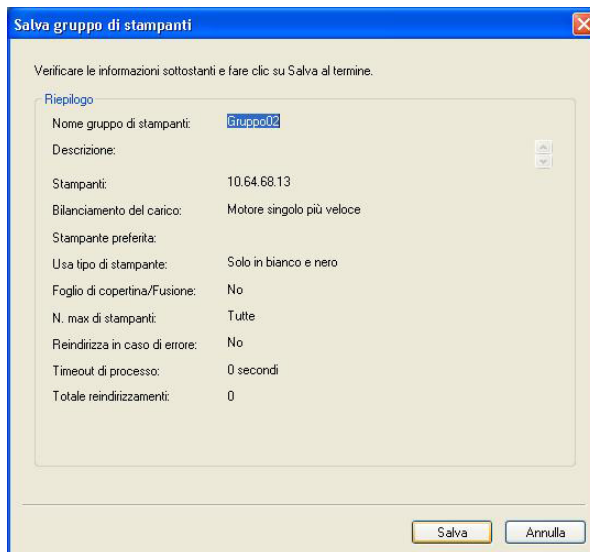 Salva gruppo di stampanti
Verificare le informazioni sottostanti e fare clic su Salva al termine.
Riepilogo
Nome gruppo di stampanti: Gruppo02
Descrizione:
Stampanti: 10.64.68.13
Bilanciamento del carico: Motore singolo più veloce
Stampante preferita:
Usa tipo di stampante: Solo in bianco e nero
Foglio di copertina/Fusione: No
N. max di stampanti: Tutte
Reindirizza in caso di errore: No
Timeout di processo: 0 secondi
Totale reindirizzamenti: 0
Salva Annulla